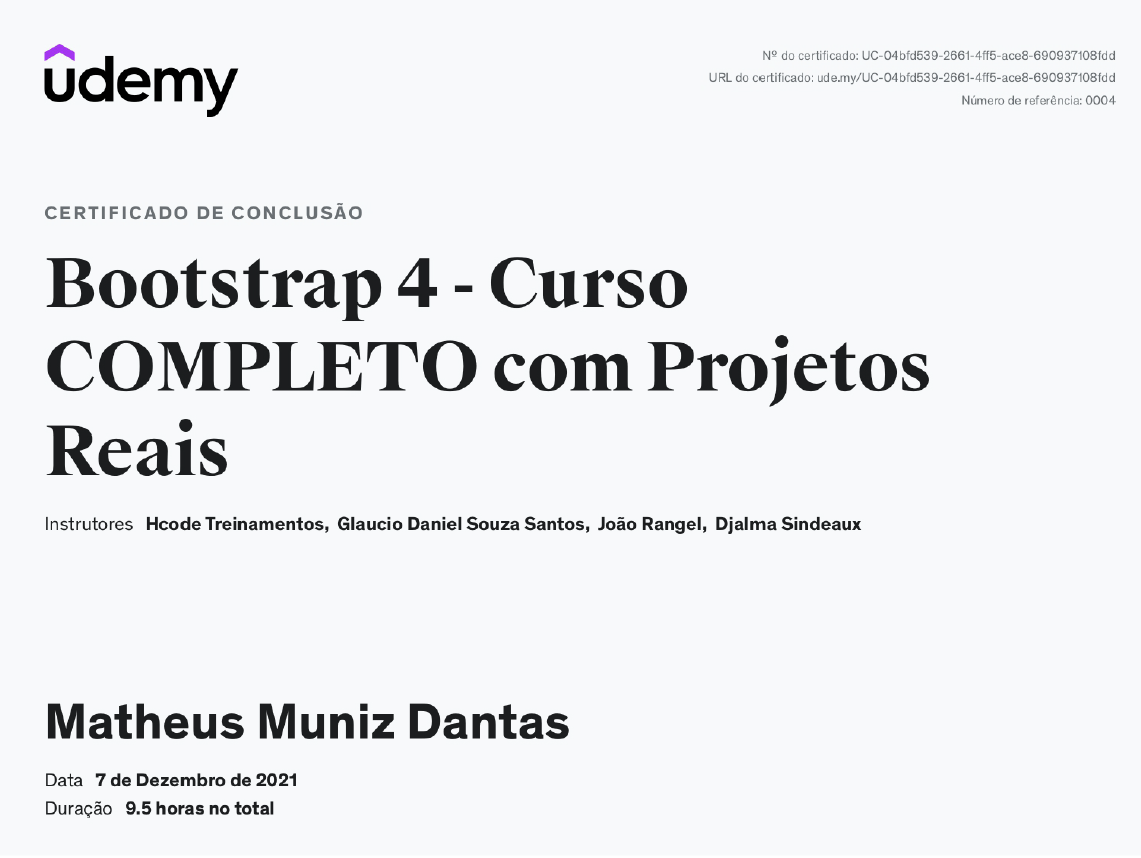 udemy
Nº do certificado: UC-04bfd539-2661-4ff5-ace8-690937108fdd
URL do certificado: ude.my/UC-04bfd539-2661-4ff5-ace8-690937108fdd
Número de referência: 0004
CERTIFICADO DE CONCLUSÃO
Bootstrap 4 - Curso
COMPLETO com Projetos
Reais
Instrutores Hcode Treinamentos, Glaucio Daniel Souza Santos, João Rangel, Djalma Sindeaux
Matheus Muniz Dantas
Data 7 de Dezembro de 2021
Duração 9.5 horas no total